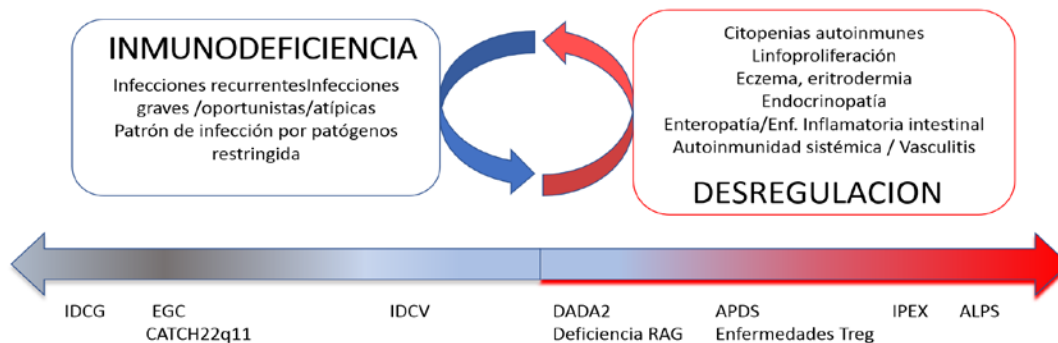 INMUNODEFICIENCIA
Infecciones recurrentesInfecciones
graves /oportunistas/atípicas
Patrón de infección por patógenos
restringida
Citopenias autoinmunes
Linfoproliferación
Eczema, eritrodermia
Endocrinopatía
Enteropatía/Enf. Inflamatoria intestinal
Autoinmunidad sistémica / Vasculitis
DESREGULACION
IDCG
EGC
CATCH22q11
IDCV
DADA2
Deficiencia RAG
APDS
Enfermedades Treg
IPEX
ALPS